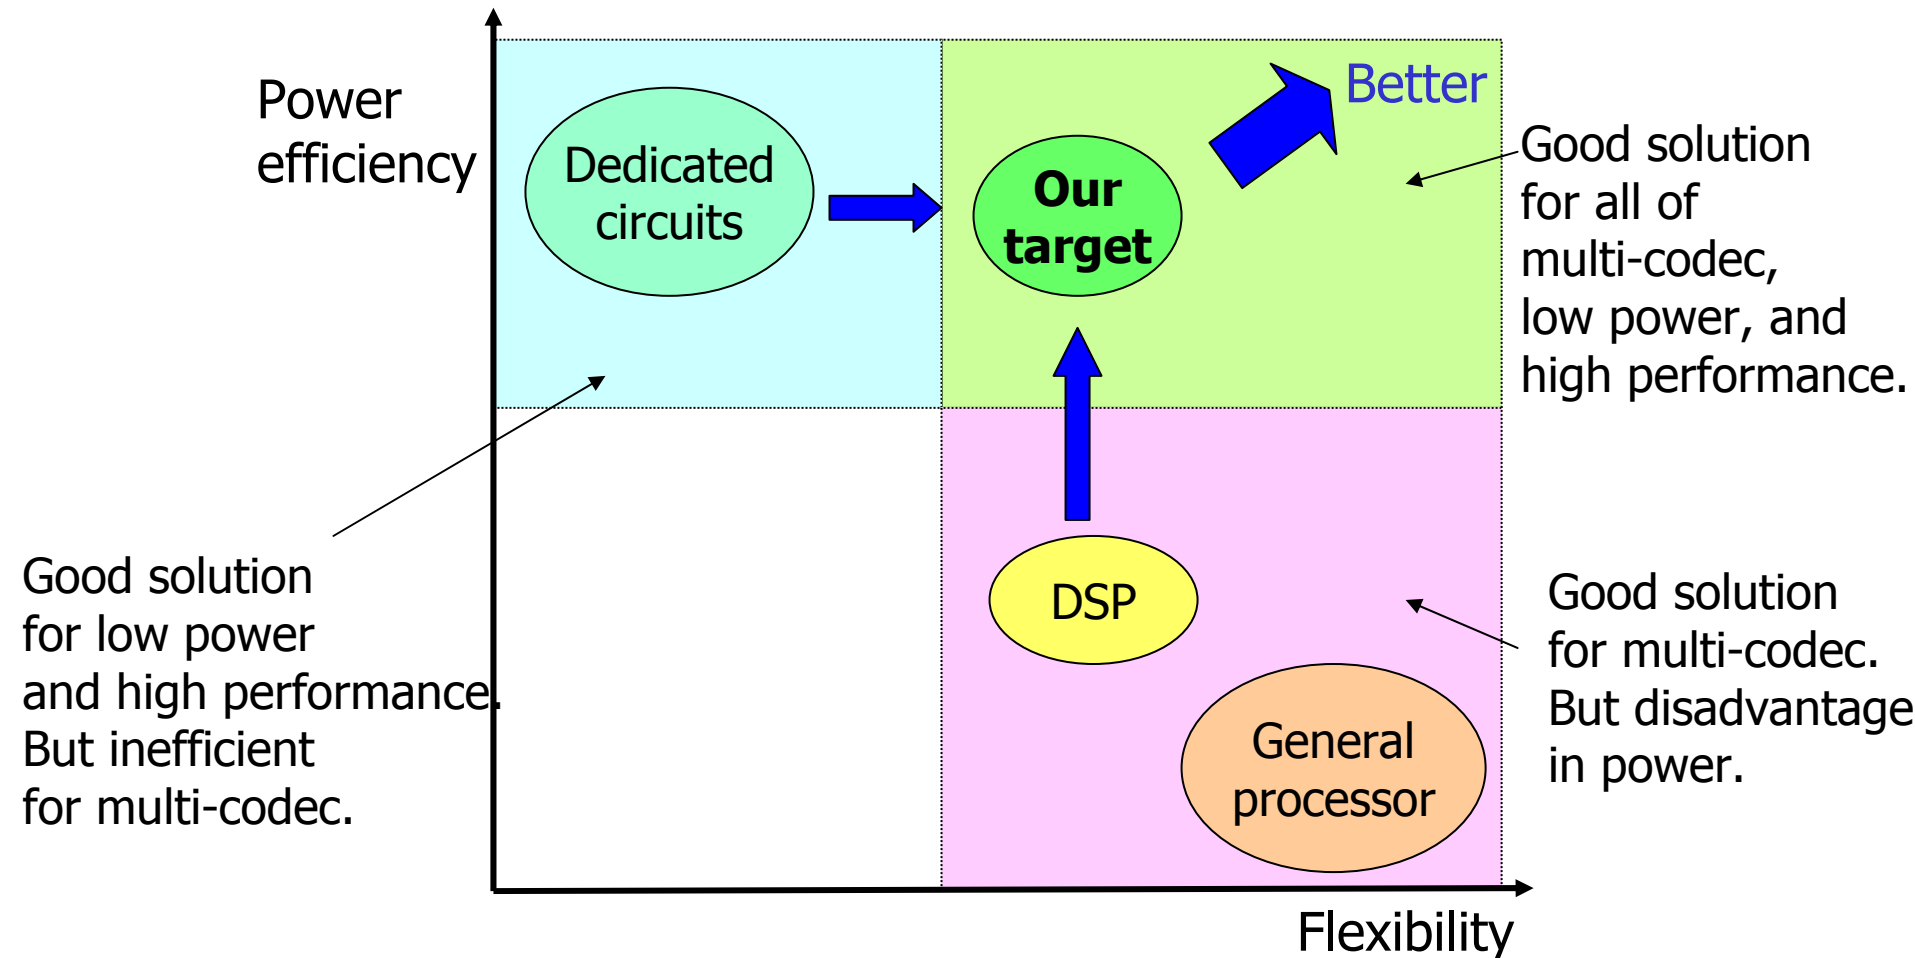 Power
efficiency
Dedicated
circuits
Our
target
Better
Good solution
for all of
multi-codec,
low power, and
high performance.
Good solution
for low power
and high performance.
But inefficient
for multi-codec.
DSP
General
processor
Good solution
for multi-codec.
But disadvantage
in power.
Flexibility